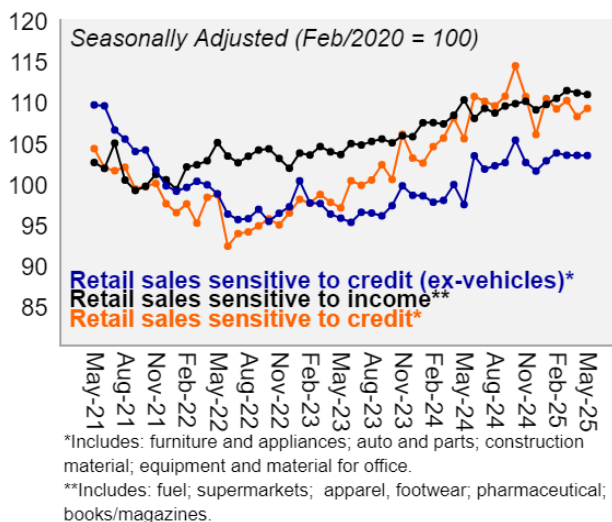 Seasonally Adjusted (Feb/2020 = 100)
120
115
110
105
100
95
90
85
Retail sales sensitive to credit (ex-vehicles)*
Retail sales sensitive to income**
Retail sales sensitive to credit*
May-21
Aug-21
Nov-21
Feb-22
May-22
Aug-22
Nov-22
Feb-23
May-23
Aug-23
Nov-23
Feb-24
May-24
Aug-24
Nov-24
Feb-25
May-25
*Includes: furniture and appliances; auto and parts; construction
material; equipment and material for office.
**Includes: fuel; supermarkets; apparel, footwear; pharmaceutical;
books/magazines.